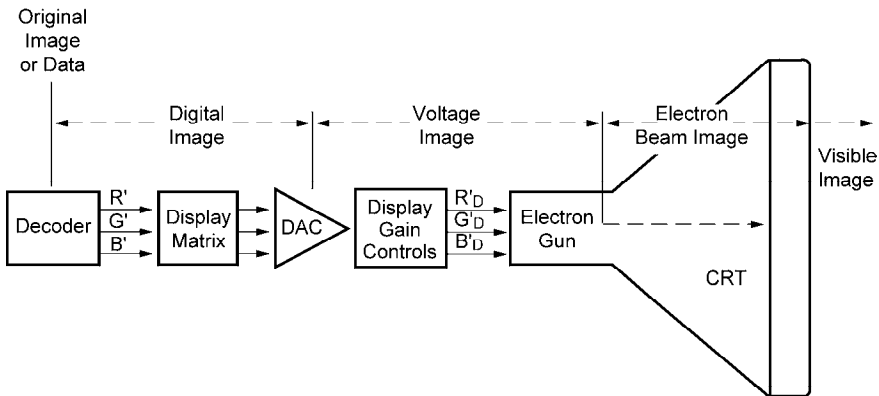 Original
Image
or Data
Digital
Image
Voltage
Image
Electron
Beam Image
Visible
Image
Decoder
R'
G'
B'
Display
Matrix
DAC
Display
Gain
Controls
R'D
G'D
B'D
Electron
Gun
CRT